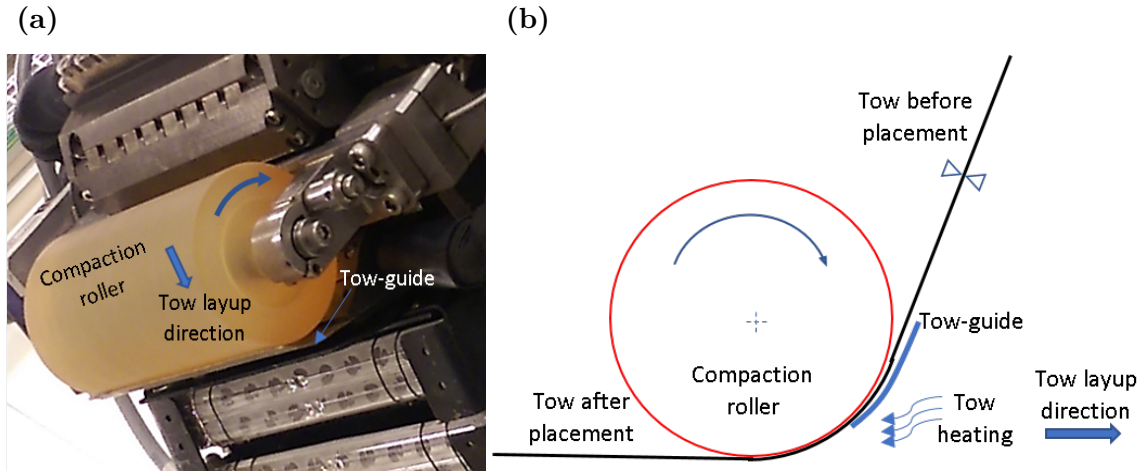 (a)
Compaction
roller
Tow layup
direction
Tow-guide
(b)
Tow before
placement
Tow-guide
Compaction
roller
Tow after
placement
Tow
heating
Tow layup
direction